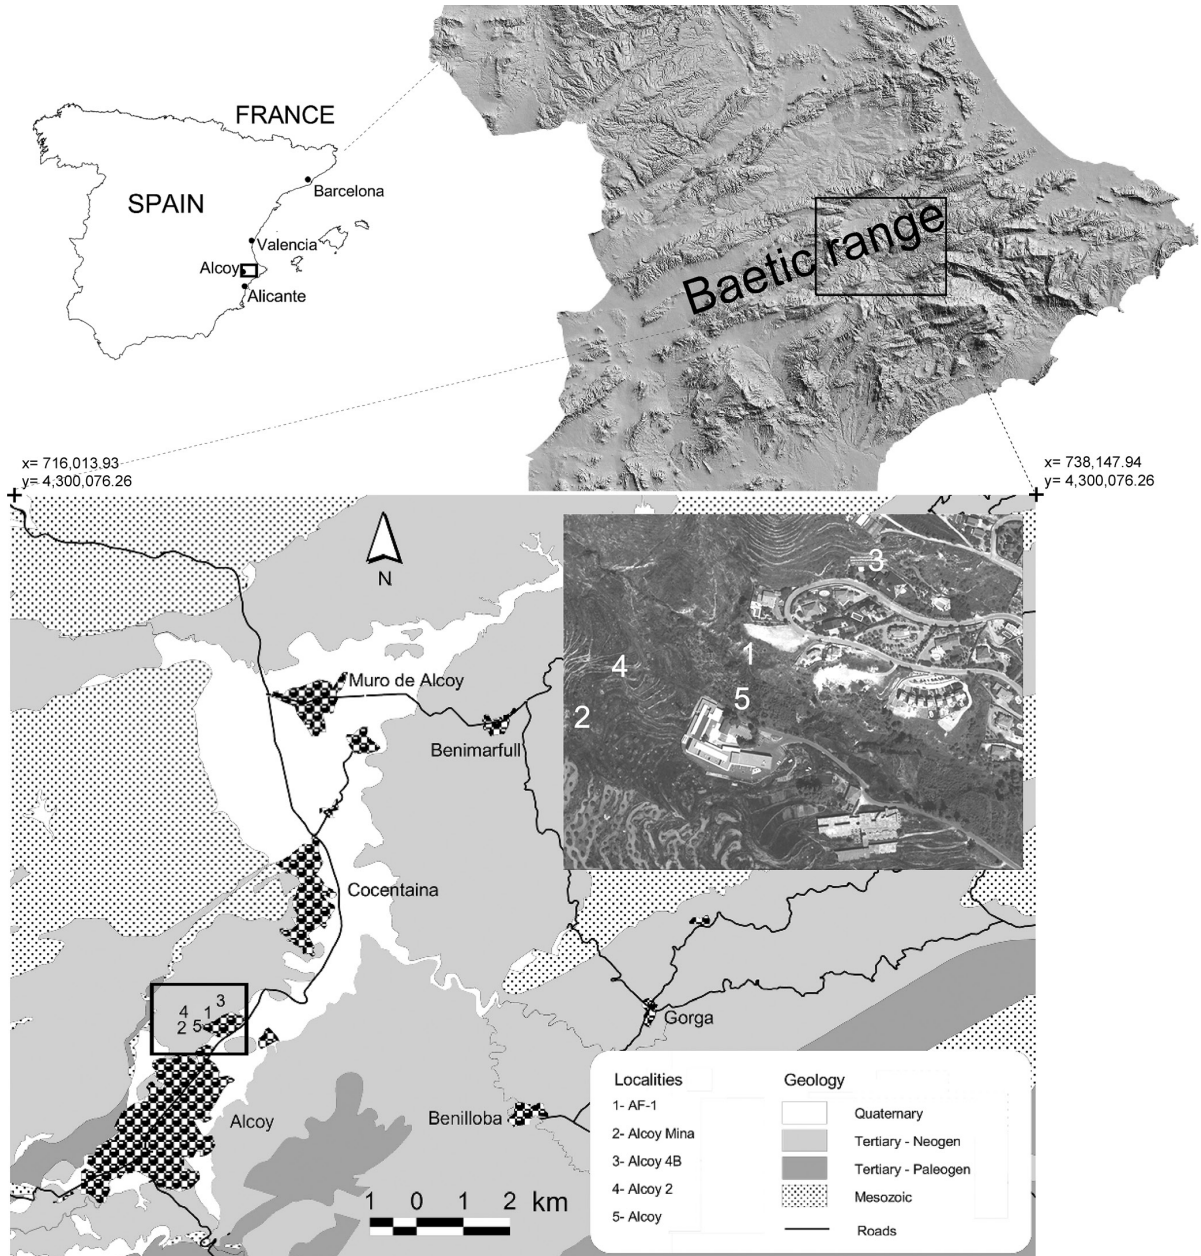 FRANCE
SPAIN
Barcelona
Valencia
Alcoy
Alicante
Baetic range
x= 716,013.93
y= 4,300,076.26
x= 738,147.94
y= 4,300,076.26
N
3
1
4
5
2
Muro de Alcoy
Benimarfull
Cocentaina
3
4 1
2 5
Gorga
Alcoy
Benilloba
1 0 1 2 km
Localities
1- AF-1
2- Alcoy Mina
3- Alcoy 4B
4- Alcoy 2
5- Alcoy
Geology
Quaternary
Tertiary - Neogen
Tertiary - Paleogen
Mesozoic
Roads